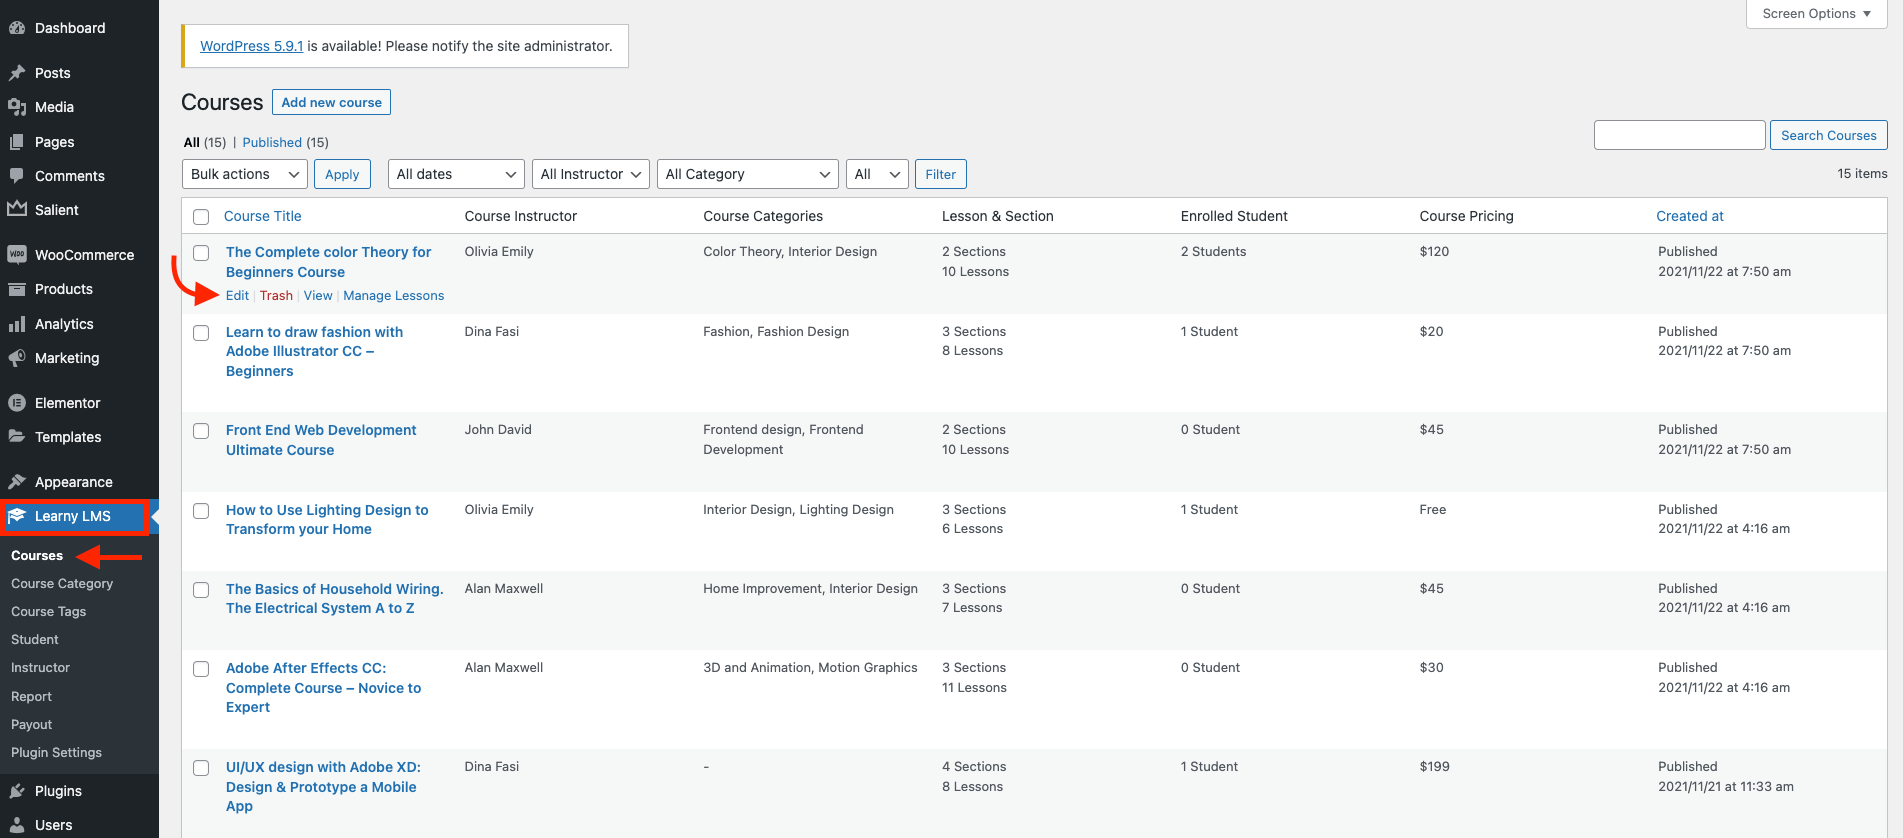 Dashboard
Posts
Media
Pages
Comments
Salient
WooCommerce
Products
Analytics
Marketing
Elementor
Templates
Appearance
Learny LMS
Courses
Course Category
Course Tags
Student
Instructor
Report
Payout
Plugin Settings
Plugins
Users
Screen Options ▼
WordPress 5.9.1 is available! Please notify the site administrator.
Courses Add new course
All (15) | Published (15)
Search Courses
Bulk actions Apply All dates All Instructor All Category All Filter
15 items
Course Title Course Instructor Course Categories Lesson & Section Enrolled Student Course Pricing Created at
The Complete color Theory for Olivia Emily Color Theory, Interior Design 2 Sections 2 Students $120 Published
Beginners Course 10 Lessons 2021/11/22 at 7:50 am
Edit | Trash | View | Manage Lessons
Learn to draw fashion with Dina Fasi Fashion, Fashion Design 3 Sections 1 Student $20 Published
Adobe Illustrator CC – 8 Lessons 2021/11/22 at 7:50 am
Beginners
Front End Web Development John David Frontend design, Frontend 2 Sections 0 Student $45 Published
Ultimate Course Development 10 Lessons 2021/11/22 at 7:50 am
How to Use Lighting Design to Olivia Emily Interior Design, Lighting Design 3 Sections 1 Student Free Published
Transform your Home 6 Lessons 2021/11/22 at 4:16 am
The Basics of Household Wiring. Alan Maxwell Home Improvement, Interior Design 3 Sections 0 Student $45 Published
The Electrical System A to Z 7 Lessons 2021/11/22 at 4:16 am
Adobe After Effects CC: Alan Maxwell 3D and Animation, Motion Graphics 3 Sections 0 Student $30 Published
Complete Course – Novice to 11 Lessons 2021/11/22 at 4:16 am
Expert
UI/UX design with Adobe XD: Dina Fasi - 4 Sections 1 Student $199 Published
Design & Prototype a Mobile 8 Lessons 2021/11/21 at 11:33 am
App